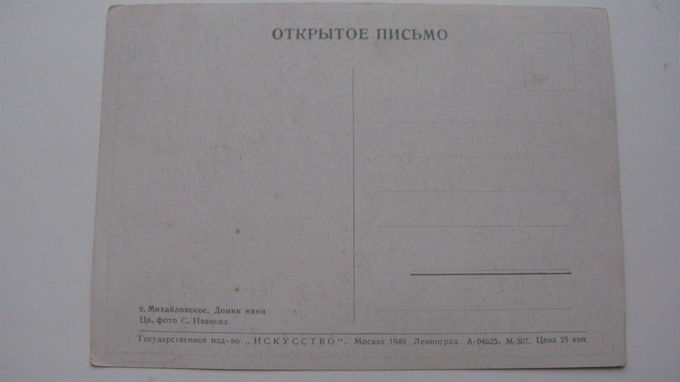 ОТКРЫТОЕ ПИСЬМО
с. Михайловское. Домик няни
Цв. фото С. Иванова
Государственное изд-во „ИСКУССТВО“. Москва 1949 Ленинград. А-04625. М-307. Цена 25 коп.